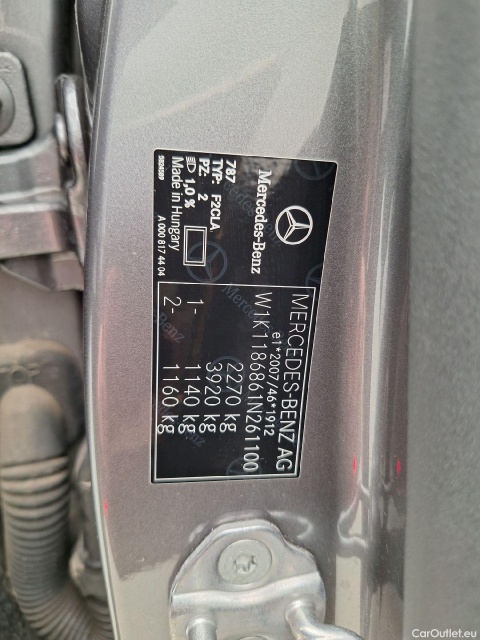 MERCEDES-BENZ AG
e1*2007/46*1912
W1K1186861N261100
2270 kg
3920 kg
1- 1140 kg
2- 1160 kg
Mercedes-Benz
787
TYP: F2CLA
PZ: 2
1,0 %
Made in Hungary
A 000 817 44 04
CarOutlet.eu